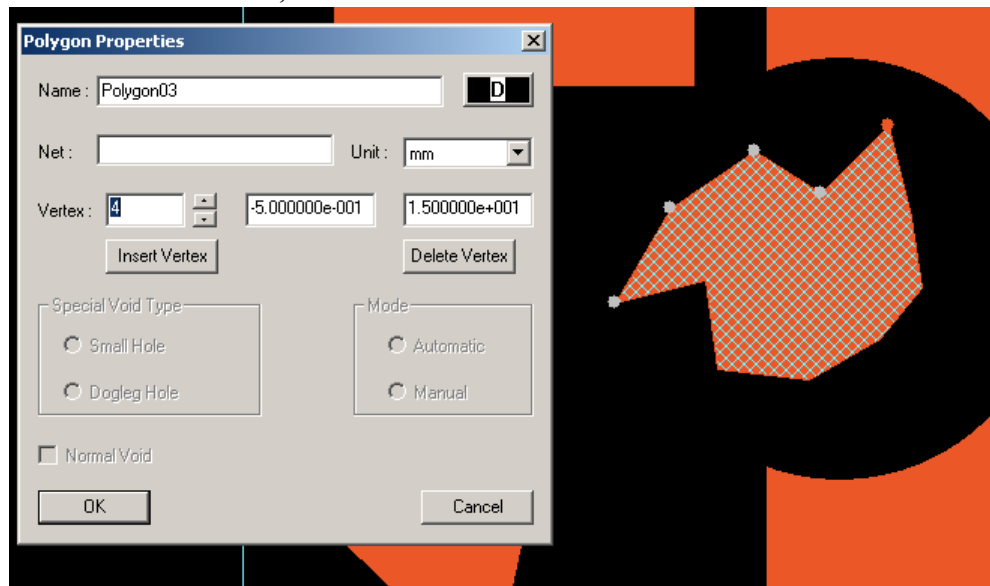 Polygon Properties
Name : Polygon03 D
Net : Unit : mm
Vertex : 4 -5.000000e-001 1.500000e+001
Insert Vertex Delete Vertex
Special Void Type Mode
Small Hole Automatic
Dogleg Hole Manual
Normal Void
OK Cancel